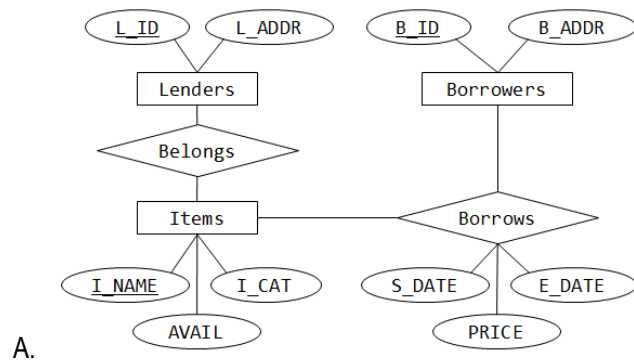 L_ID L_ADDR B_ID B_ADDR
Lenders Borrowers
Belongs
Items Borrows
I_NAME I_CAT S_DATE E_DATE
AVAIL PRICE
A.